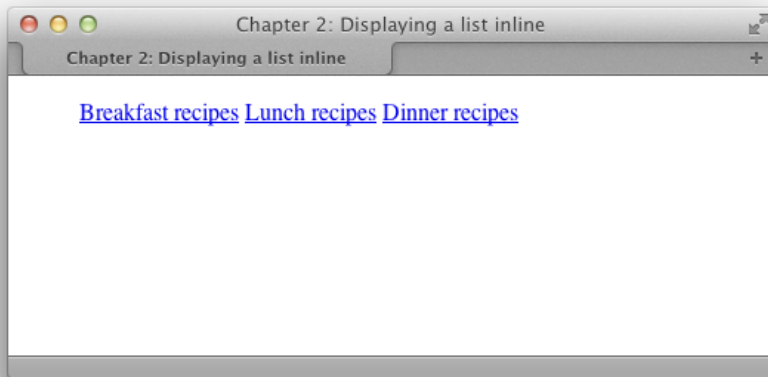 Chapter 2: Displaying a list inline
Chapter 2: Displaying a list inline
Breakfast recipes Lunch recipes Dinner recipes